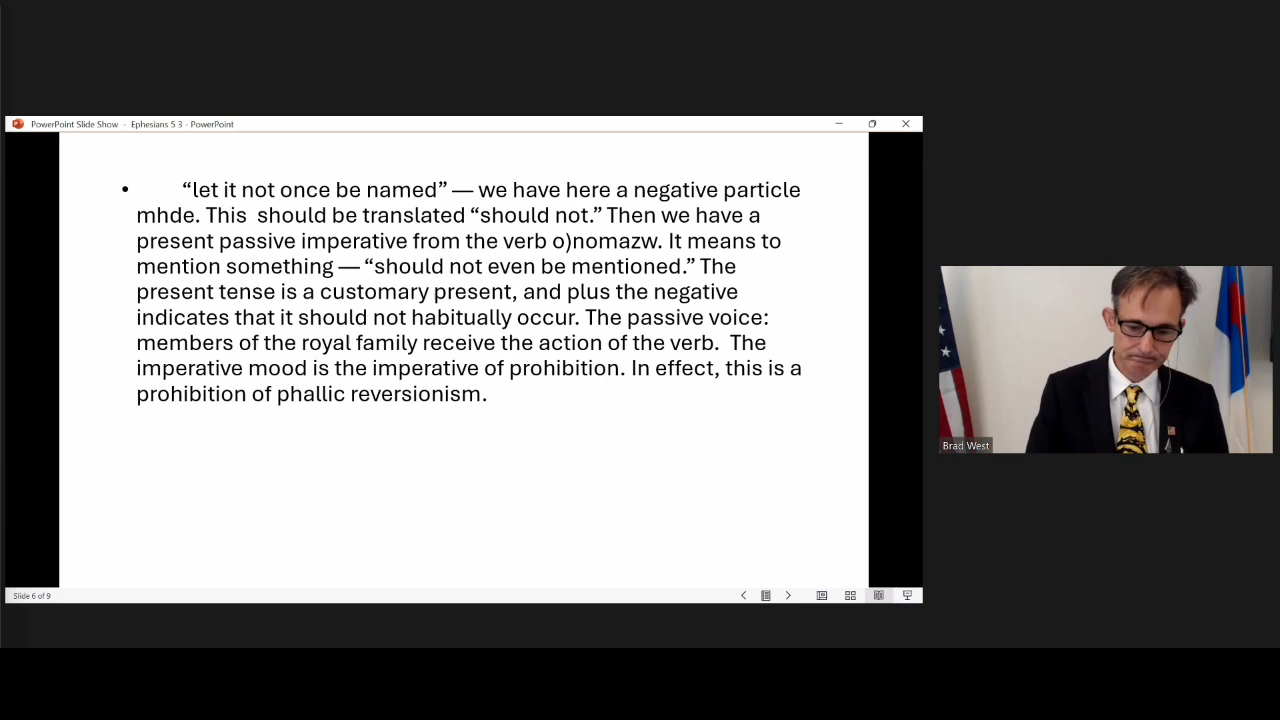 PowerPoint Slide Show - Ephesians 5 3 - PowerPoint
• “let it not once be named” — we have here a negative particle
mhde. This  should be translated “should not.” Then we have a
present passive imperative from the verb o)nomazw. It means to
mention something — “should not even be mentioned.” The
present tense is a customary present, and plus the negative
indicates that it should not habitually occur. The passive voice:
members of the royal family receive the action of the verb.  The
imperative mood is the imperative of prohibition. In effect, this is a
prohibition of phallic reversionism.
Brad West
Slide 6 of 9